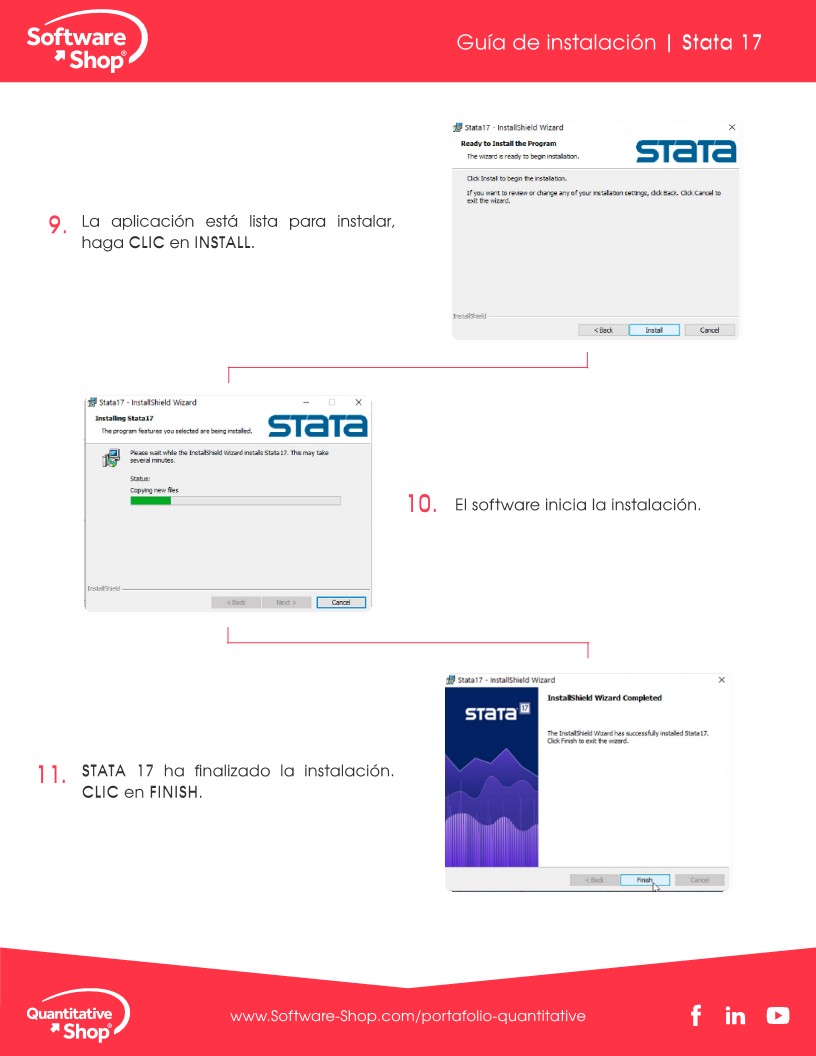 Software
Shop®
Guía de instalación | Stata 17
Stata17 - InstallShield Wizard
Ready to Install the Program
The wizard is ready to begin installation.
STATA
Click Install to begin the installation.
If you want to review or change any of your installation settings, click Back. Click Cancel to
exit the wizard.
InstallShield
< Back Install Cancel
9. La aplicación está lista para instalar,
haga CLIC en INSTALL.
Stata17 - InstallShield Wizard
Installing Stata17
The program features you selected are being installed.
STATA
Please wait while the InstallShield Wizard installs Stata17. This may take
several minutes.
Status:
Copying new files
InstallShield
< Back Next > Cancel
10. El software inicia la instalación.
Stata17 - InstallShield Wizard
STATA 17
InstallShield Wizard Completed
The InstallShield Wizard has successfully installed Stata17.
Click Finish to exit the wizard.
< Back Finish Cancel
11. STATA 17 ha finalizado la instalación.
CLIC en FINISH.
Quantitative
Shop®
www.Software-Shop.com/portafolio-quantitative
f in